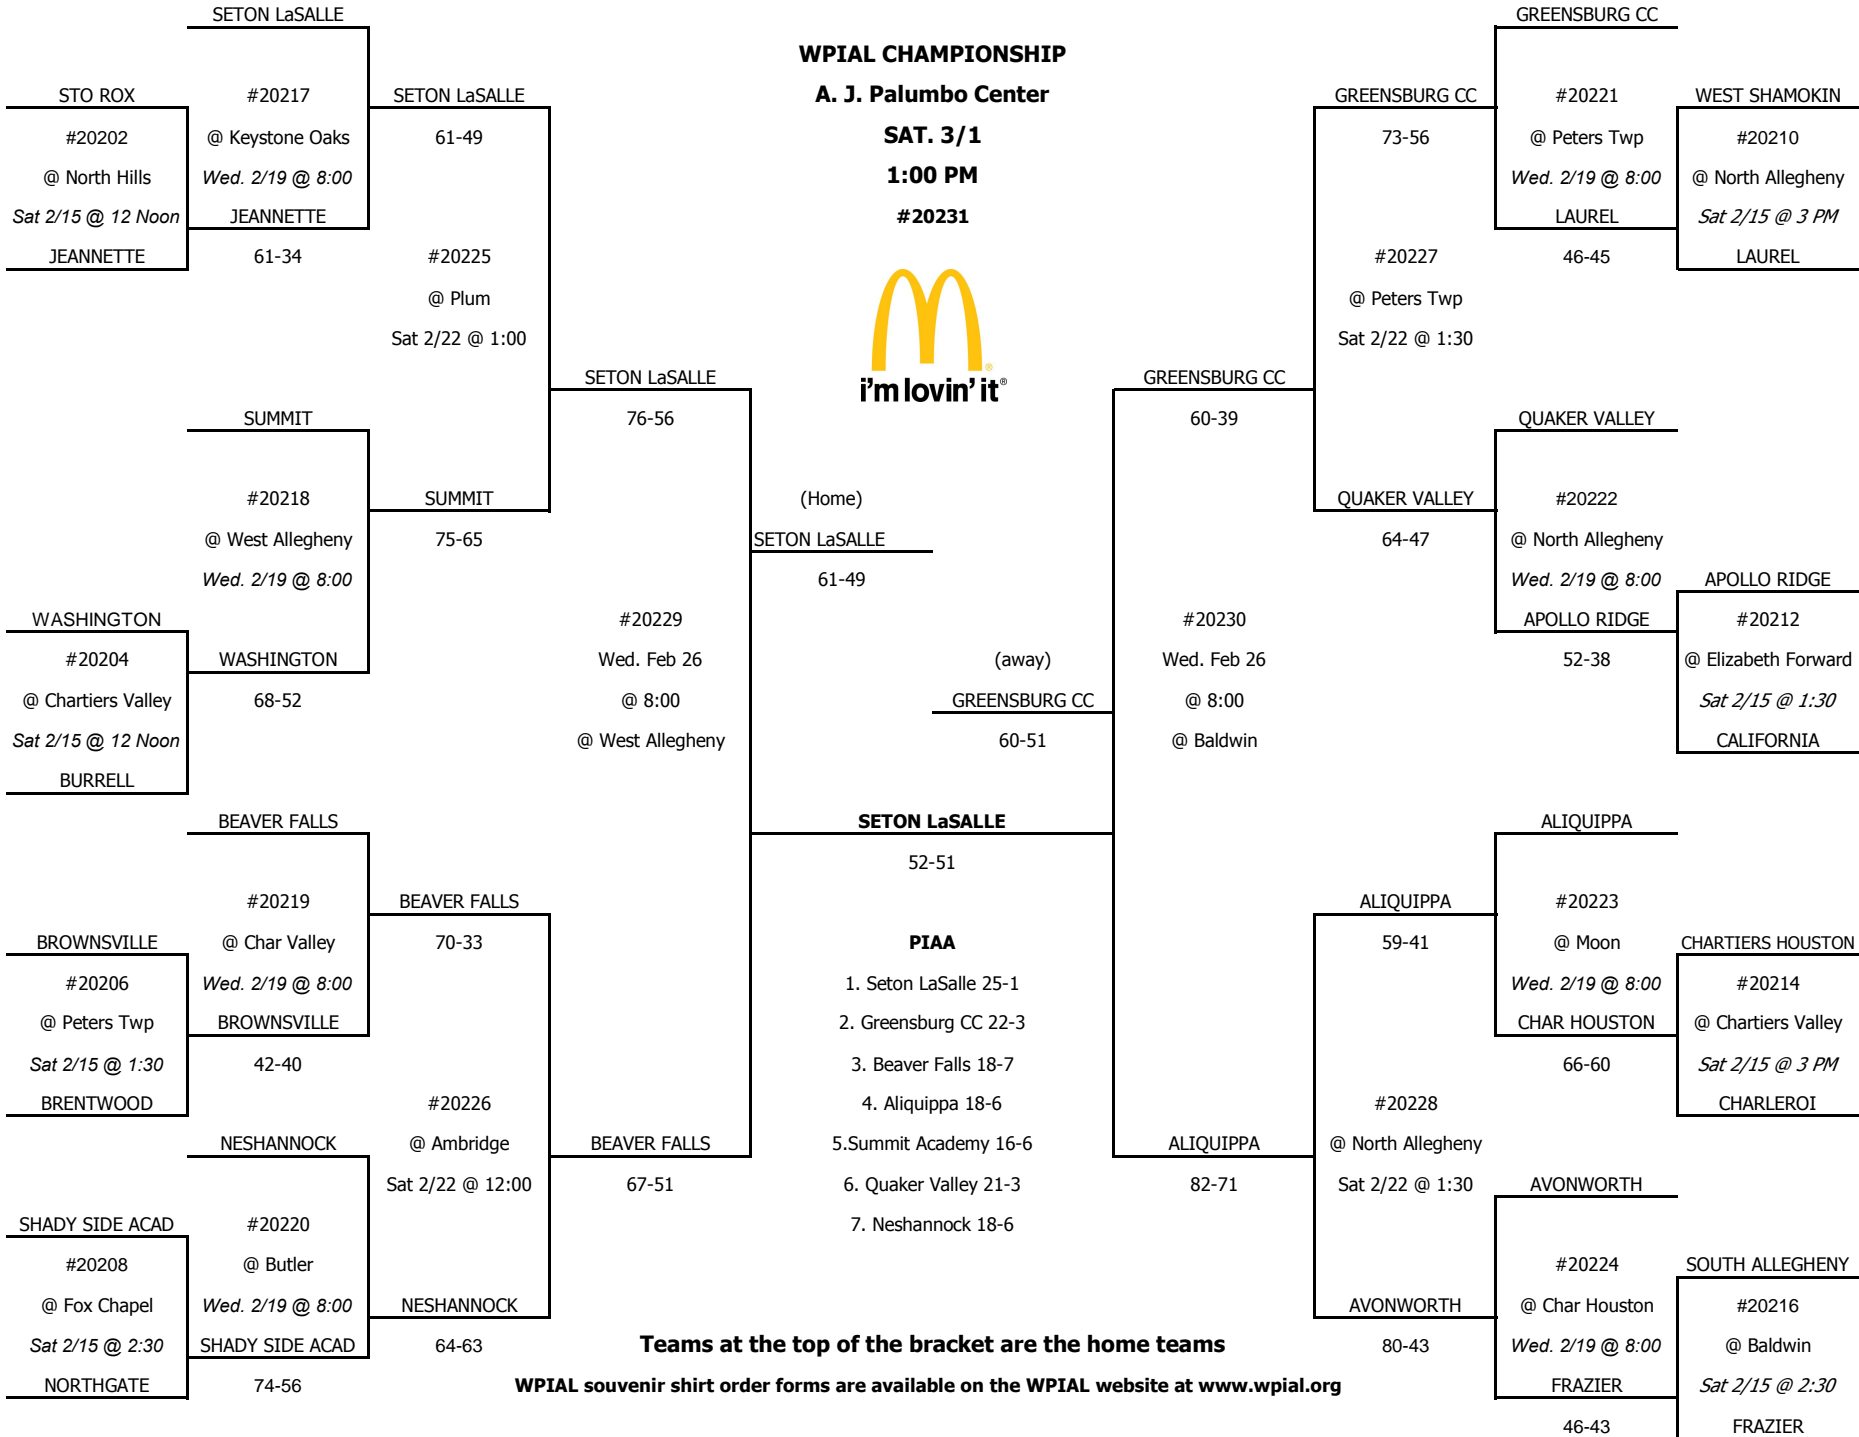 SETON LaSALLE
GREENSBURG CC
WPIAL CHAMPIONSHIP
STO ROX
#20217
SETON LaSALLE
A. J. Palumbo Center
GREENSBURG CC
#20221
WEST SHAMOKIN
#20202
@ Keystone Oaks
61-49
SAT. 3/1
73-56
@ Peters Twp
#20210
@ North Hills
Wed. 2/19 @ 8:00
1:00 PM
Wed. 2/19 @ 8:00
@ North Allegheny
Sat 2/15 @ 12 Noon
JEANNETTE
#20231
LAUREL
Sat 2/15 @ 3 PM
JEANNETTE
61-34
#20225
#20227
46-45
LAUREL
@ Plum
@ Peters Twp
Sat 2/22 @ 1:00
Sat 2/22 @ 1:30
SETON LaSALLE
i'm lovin' it®
GREENSBURG CC
SUMMIT
76-56
60-39
QUAKER VALLEY
#20218
SUMMIT
(Home)
QUAKER VALLEY
#20222
@ West Allegheny
75-65
SETON LaSALLE
64-47
@ North Allegheny
Wed. 2/19 @ 8:00
61-49
Wed. 2/19 @ 8:00
APOLLO RIDGE
WASHINGTON
#20229
#20230
APOLLO RIDGE
#20212
#20204
WASHINGTON
Wed. Feb 26
(away)
Wed. Feb 26
52-38
@ Elizabeth Forward
@ Chartiers Valley
68-52
@ 8:00
GREENSBURG CC
@ 8:00
Sat 2/15 @ 1:30
Sat 2/15 @ 12 Noon
@ West Allegheny
60-51
@ Baldwin
CALIFORNIA
BURRELL
BEAVER FALLS
SETON LaSALLE
ALIQUIPPA
52-51
#20219
BEAVER FALLS
ALIQUIPPA
#20223
BROWNSVILLE
@ Char Valley
70-33
PIAA
59-41
@ Moon
CHARTIERS HOUSTON
#20206
Wed. 2/19 @ 8:00
1. Seton LaSalle 25-1
Wed. 2/19 @ 8:00
#20214
@ Peters Twp
BROWNSVILLE
2. Greensburg CC 22-3
CHAR HOUSTON
@ Chartiers Valley
Sat 2/15 @ 1:30
42-40
3. Beaver Falls 18-7
66-60
Sat 2/15 @ 3 PM
BRENTWOOD
#20226
4. Aliquippa 18-6
#20228
CHARLEROI
NESHANNOCK
@ Ambridge
BEAVER FALLS
5.Summit Academy 16-6
ALIQUIPPA
@ North Allegheny
Sat 2/22 @ 12:00
67-51
6. Quaker Valley 21-3
82-71
Sat 2/22 @ 1:30
AVONWORTH
SHADY SIDE ACAD
#20220
7. Neshannock 18-6
#20208
@ Butler
#20224
SOUTH ALLEGHENY
@ Fox Chapel
Wed. 2/19 @ 8:00
NESHANNOCK
AVONWORTH
@ Char Houston
#20216
Sat 2/15 @ 2:30
SHADY SIDE ACAD
64-63
Teams at the top of the bracket are the home teams
80-43
Wed. 2/19 @ 8:00
@ Baldwin
NORTHGATE
74-56
WPIAL souvenir shirt order forms are available on the WPIAL website at www.wpial.org
FRAZIER
Sat 2/15 @ 2:30
46-43
FRAZIER